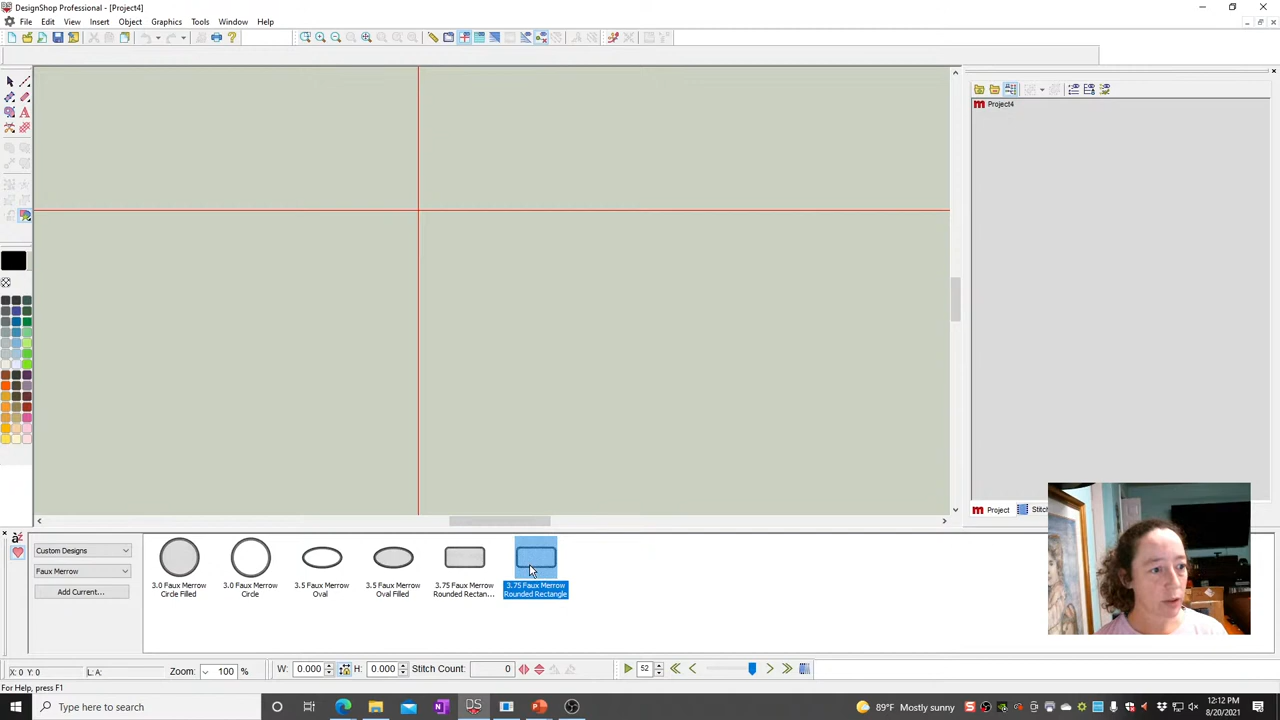 DesignShop Professional - [Project4]
File Edit View Insert Object Graphics Tools Window Help
Project4
Project
Stitch
Custom Designs
Faux Merrow
Add Current...
3.0 Faux Merrow
Circle Filled
3.0 Faux Merrow
Circle
3.5 Faux Merrow
Oval
3.5 Faux Merrow
Oval Filled
3.75 Faux Merrow
Rounded Rectan...
3.75 Faux Merrow
Rounded Rectangle
X: 0 Y: 0
L: A:
Zoom: 100 %
W: 0.000
H: 0.000
Stitch Count: 0
52
For Help, press F1
Type here to search
DS
89°F Mostly sunny
12:12 PM
8/20/2021